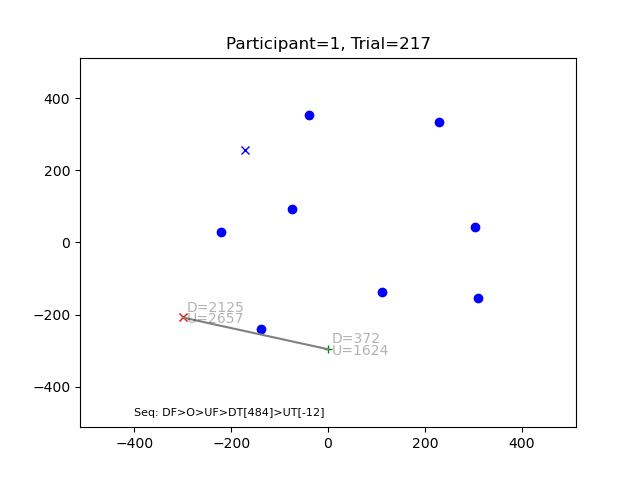 Participant=1, Trial=217
400
200
0
−200
−400
D=2125
U=2657
D=372
U=1624
Seq: DF>O>UF>DT[484]>UT[-12]
−400 −200 0 200 400